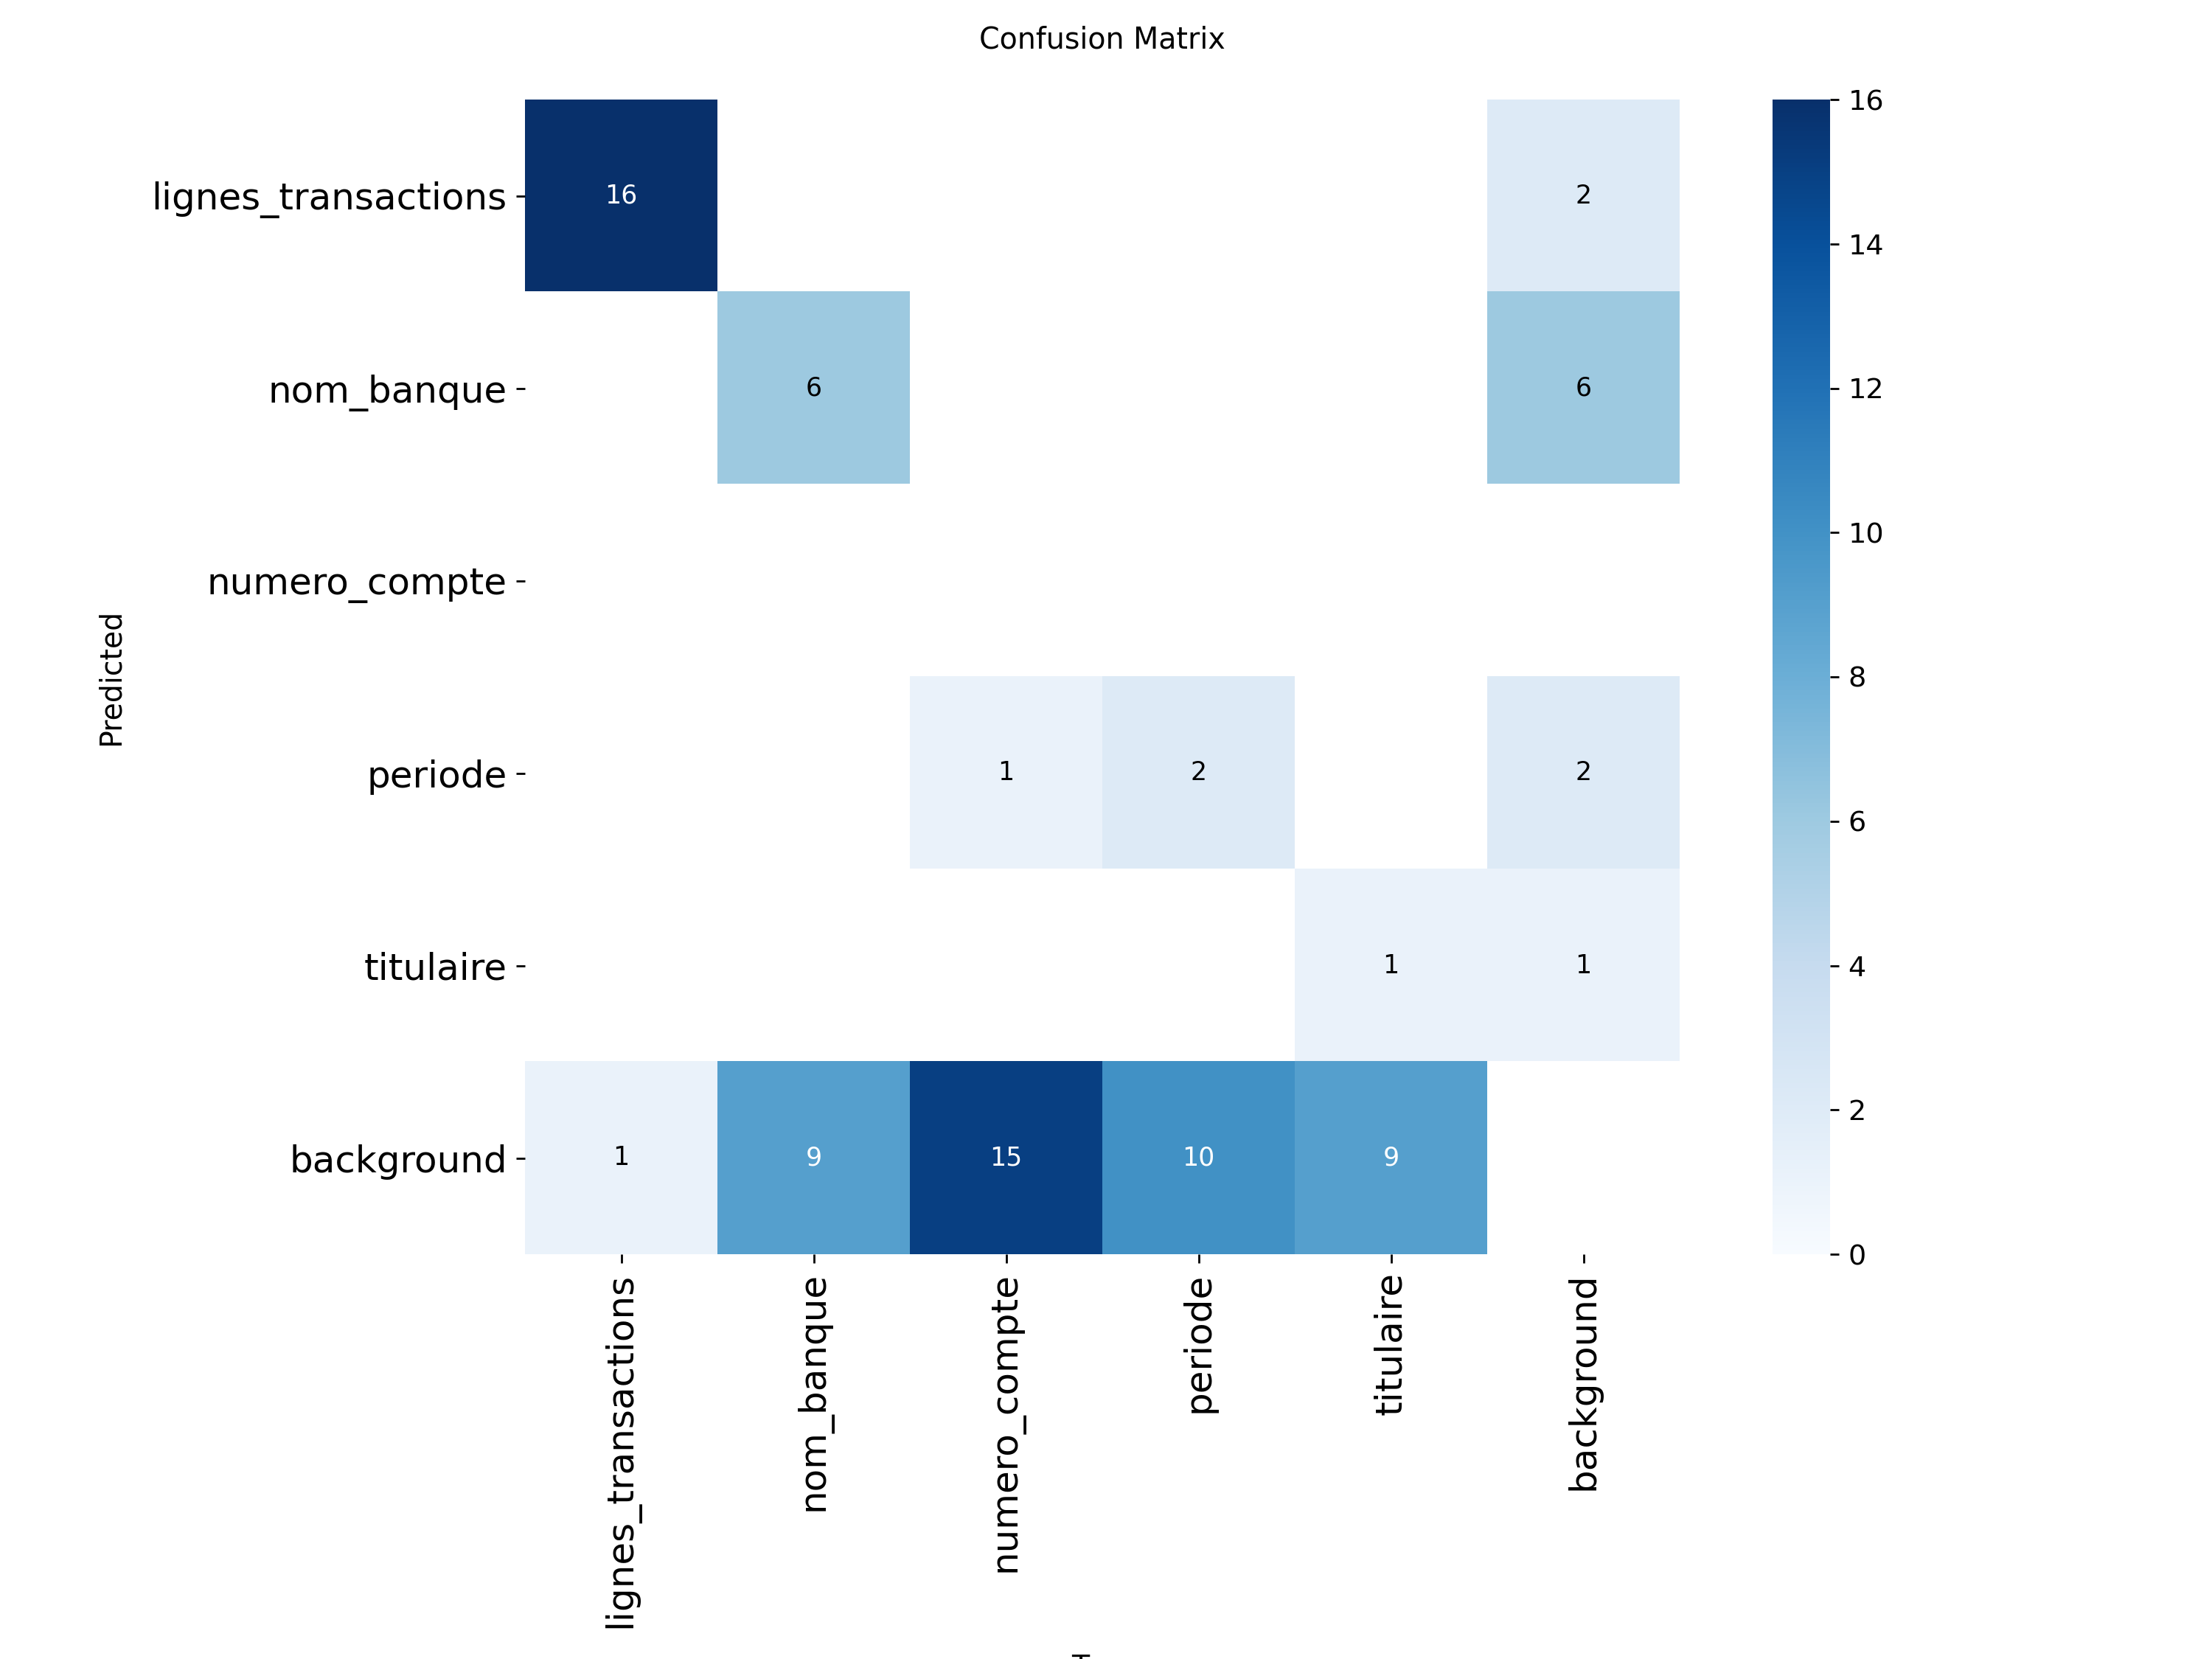 Confusion Matrix
Predicted
lignes_transactions
nom_banque
numero_compte
periode
titulaire
background
16 2
6 6
1 2 2
1 1
1 9 15 10 9
lignes_transactions
nom_banque
numero_compte
periode
titulaire
background
16
14
12
10
8
6
4
2
0